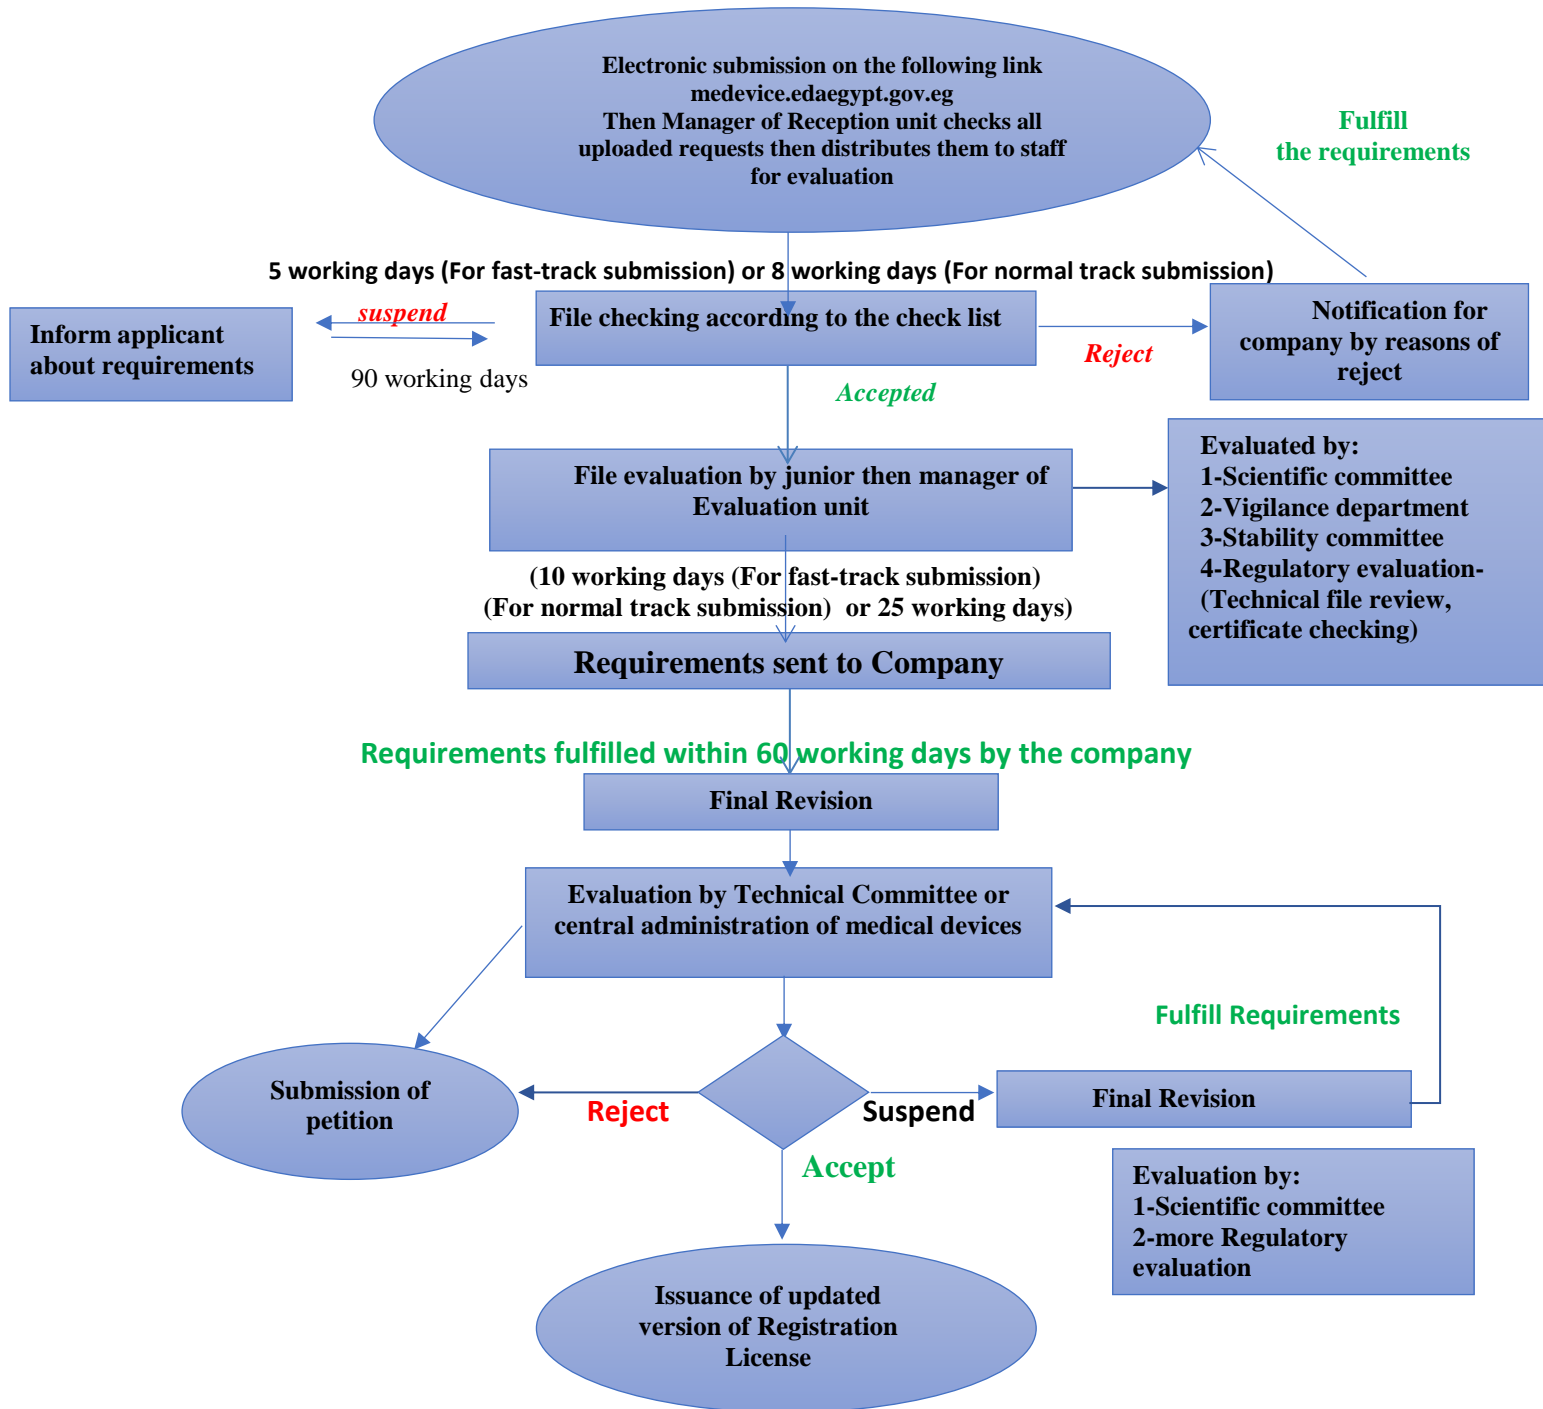 Electronic submission on the following link
medevice.edaegypt.gov.eg
Then Manager of Reception unit checks all
uploaded requests then distributes them to staff
for evaluation
Fulfill
the requirements
5 working days (For fast-track submission) or 8 working days (For normal track submission)
Inform applicant
about requirements
suspend
90 working days
File checking according to the check list
Reject
Notification for
company by reasons of
reject
Accepted
File evaluation by junior then manager of
Evaluation unit
Evaluated by:
1-Scientific committee
2-Vigilance department
3-Stability committee
4-Regulatory evaluation-
(Technical file review,
certificate checking)
(10 working days (For fast-track submission)
(For normal track submission) or 25 working days)
Requirements sent to Company
Requirements fulfilled within 60 working days by the company
Final Revision
Evaluation by Technical Committee or
central administration of medical devices
Fulfill Requirements
Submission of
petition
Reject
Suspend
Final Revision
Accept
Evaluation by:
1-Scientific committee
2-more Regulatory
evaluation
Issuance of updated
version of Registration
License